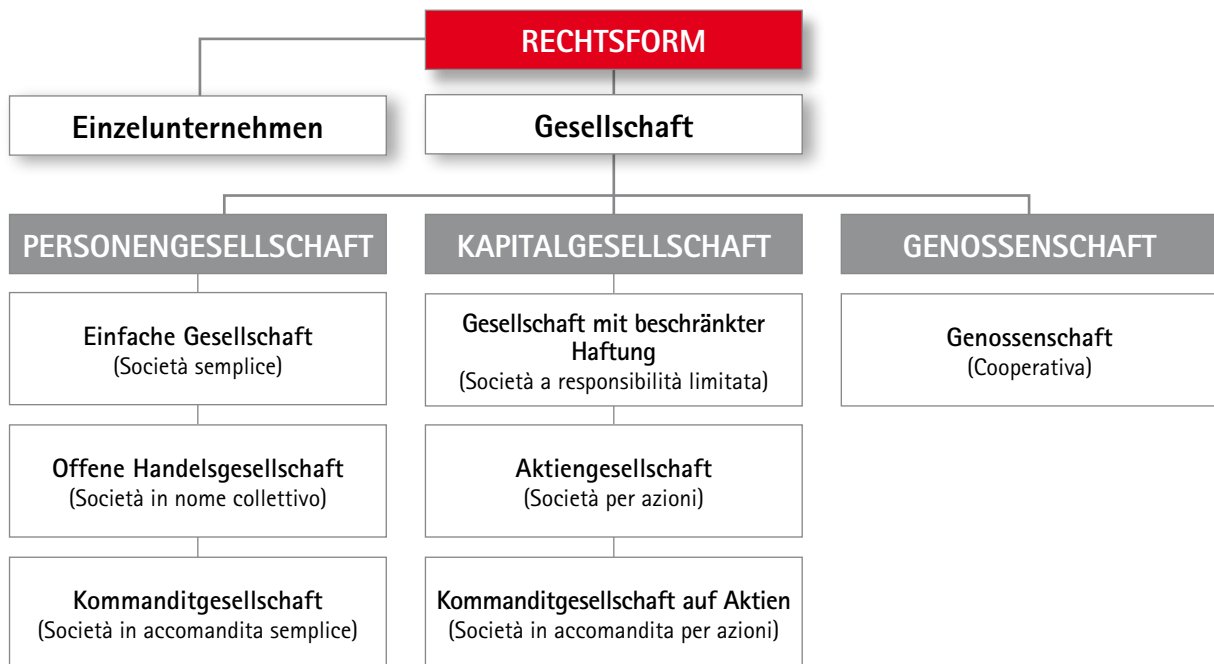 RECHTSFORM
Einzelunternehmen
Gesellschaft
PERSONENGESELLSCHAFT
KAPITALGESELLSCHAFT
GENOSSENSCHAFT
Einfache Gesellschaft
(Società semplice)
Gesellschaft mit beschränkter
Haftung
(Società a responsibilità limitata)
Genossenschaft
(Cooperativa)
Offene Handelsgesellschaft
(Società in nome collettivo)
Aktiengesellschaft
(Società per azioni)
Kommanditgesellschaft
(Società in accomandita semplice)
Kommanditgesellschaft auf Aktien
(Società in accomandita per azioni)